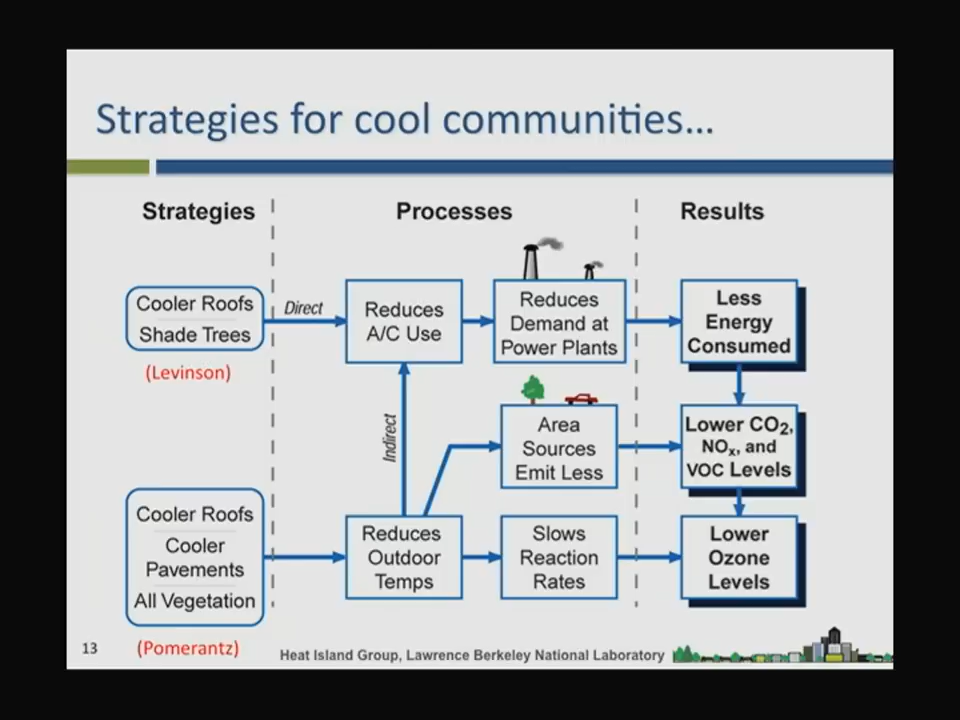 Strategies for cool communities...
Strategies
Processes
Results
Cooler Roofs
Shade Trees
(Levinson)
Direct
Reduces
A/C Use
Reduces
Demand at
Power Plants
Less
Energy
Consumed
Indirect
Area
Sources
Emit Less
Lower CO₂,
NOₓ, and
VOC Levels
Cooler Roofs
Cooler
Pavements
All Vegetation
(Pomerantz)
Reduces
Outdoor
Temps
Slows
Reaction
Rates
Lower
Ozone
Levels
13
Heat Island Group, Lawrence Berkeley National Laboratory